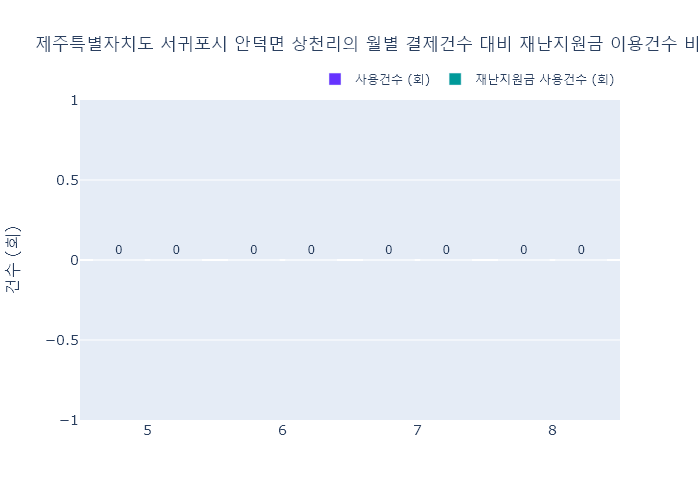 제주특별자치도 서귀포시 안덕면 상천리의 월별 결제건수 대비 재난지원금 이용건수 비
사용건수 (회) 재난지원금 사용건수 (회)
건수 (회)
1
0.5
0
−0.5
−1
0 0 0 0 0 0 0 0
5 6 7 8